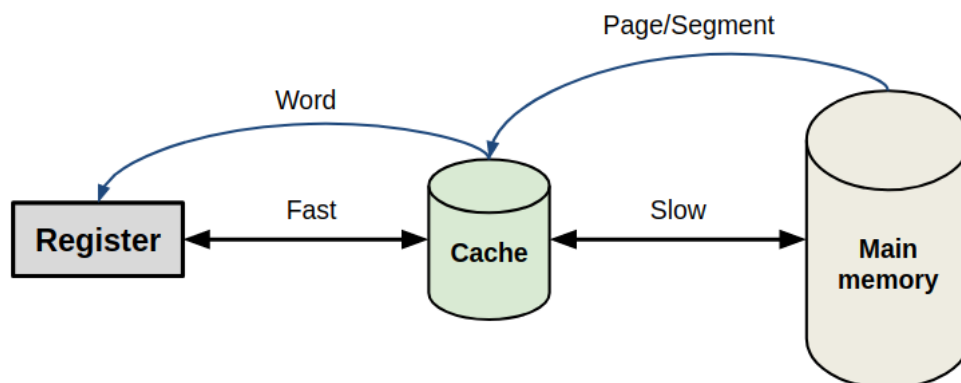 Page/Segment
Word
Fast
Slow
Register
Cache
Main
memory